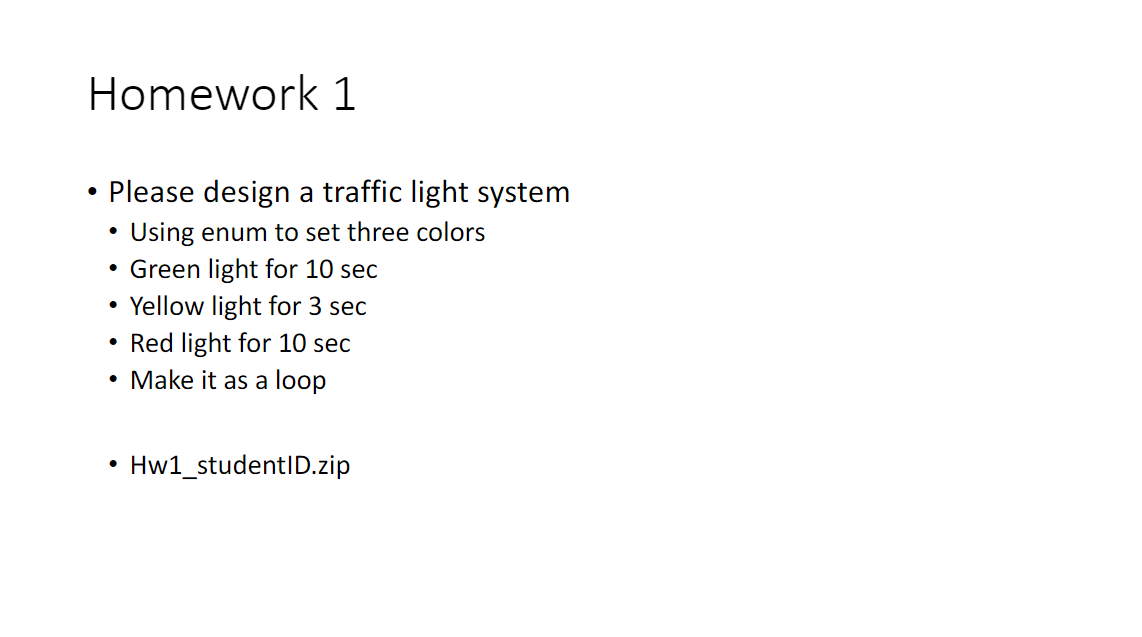 Homework 1
• Please design a traffic light system
• Using enum to set three colors
• Green light for 10 sec
• Yellow light for 3 sec
• Red light for 10 sec
• Make it as a loop
• Hw1_studentID.zip